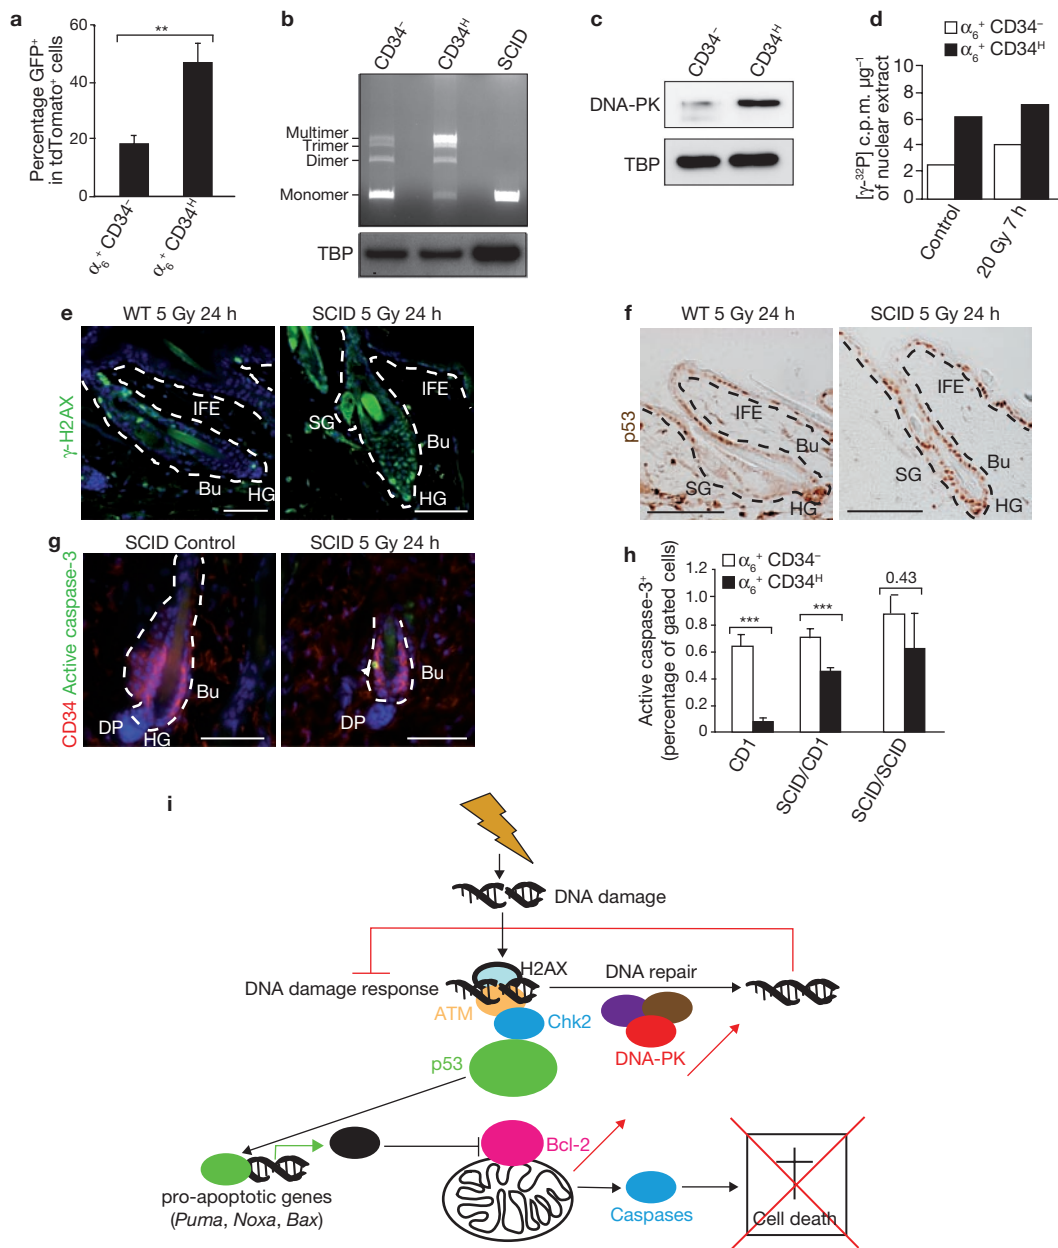 a
Percentage GFP⁺
in tdTomato⁺ cells
60
40
20
0
**
α₆⁺ CD34⁻
α₆⁺ CD34ᴴ
b
CD34⁻
CD34ᴴ
SCID
Multimer
Trimer
Dimer
Monomer
TBP
c
CD34⁻
CD34ᴴ
DNA-PK
TBP
d
α₆⁺ CD34⁻
α₆⁺ CD34ᴴ
[γ-³²P] c.p.m. µg⁻¹
of nuclear extract
10
8
6
4
2
0
Control
20 Gy 7 h
e
WT 5 Gy 24 h
SCID 5 Gy 24 h
γ-H2AX
IFE
Bu
HG
IFE
SG
Bu
HG
f
WT 5 Gy 24 h
SCID 5 Gy 24 h
p53
IFE
Bu
SG
HG
IFE
Bu
SG
HG
g
SCID Control
SCID 5 Gy 24 h
CD34 Active caspase-3
Bu
DP
HG
Bu
DP
h
α₆⁺ CD34⁻
α₆⁺ CD34ᴴ
Active caspase-3⁺
(percentage of gated cells)
1.2
1.0
0.8
0.6
0.4
0.2
0
***
***
0.43
CD1
SCID/CD1
SCID/SCID
i
DNA damage
H2AX
DNA repair
DNA damage response
ATM
Chk2
DNA-PK
p53
Bcl-2
pro-apoptotic genes
(Puma, Noxa, Bax)
Caspases
Cell death